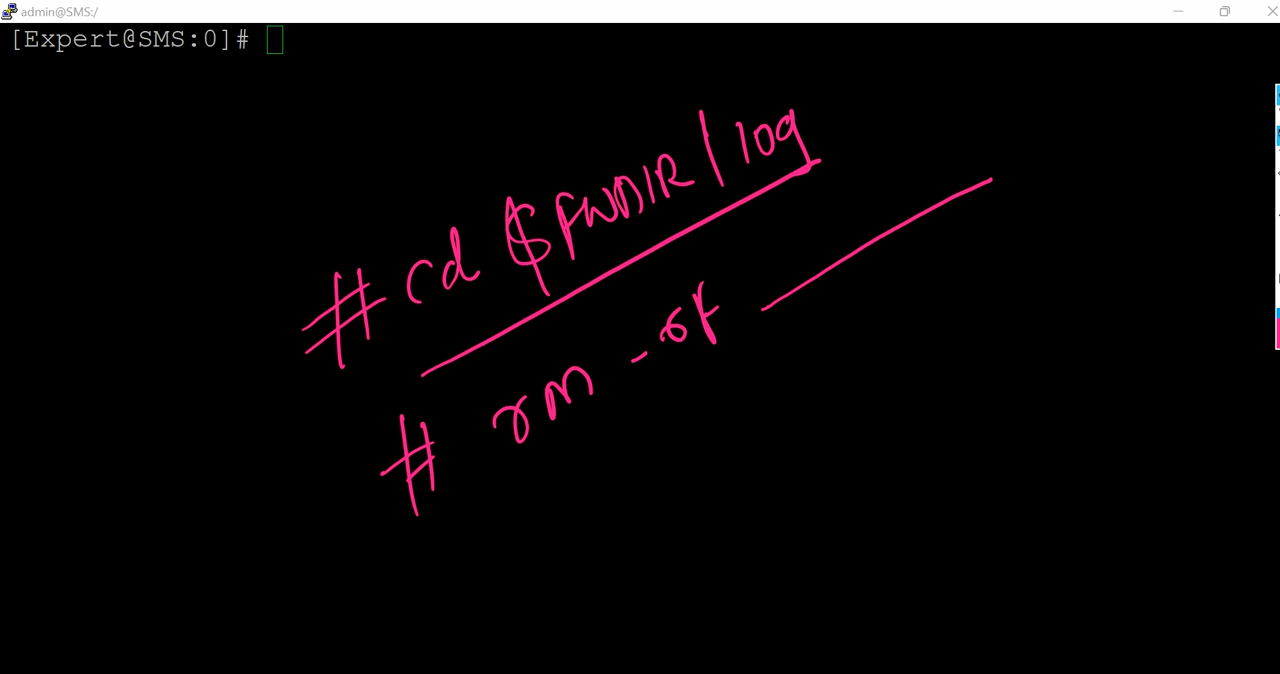 admin@SMS:/
[Expert@SMS:0]#
# cd $FWDIR/log
# rm -rf